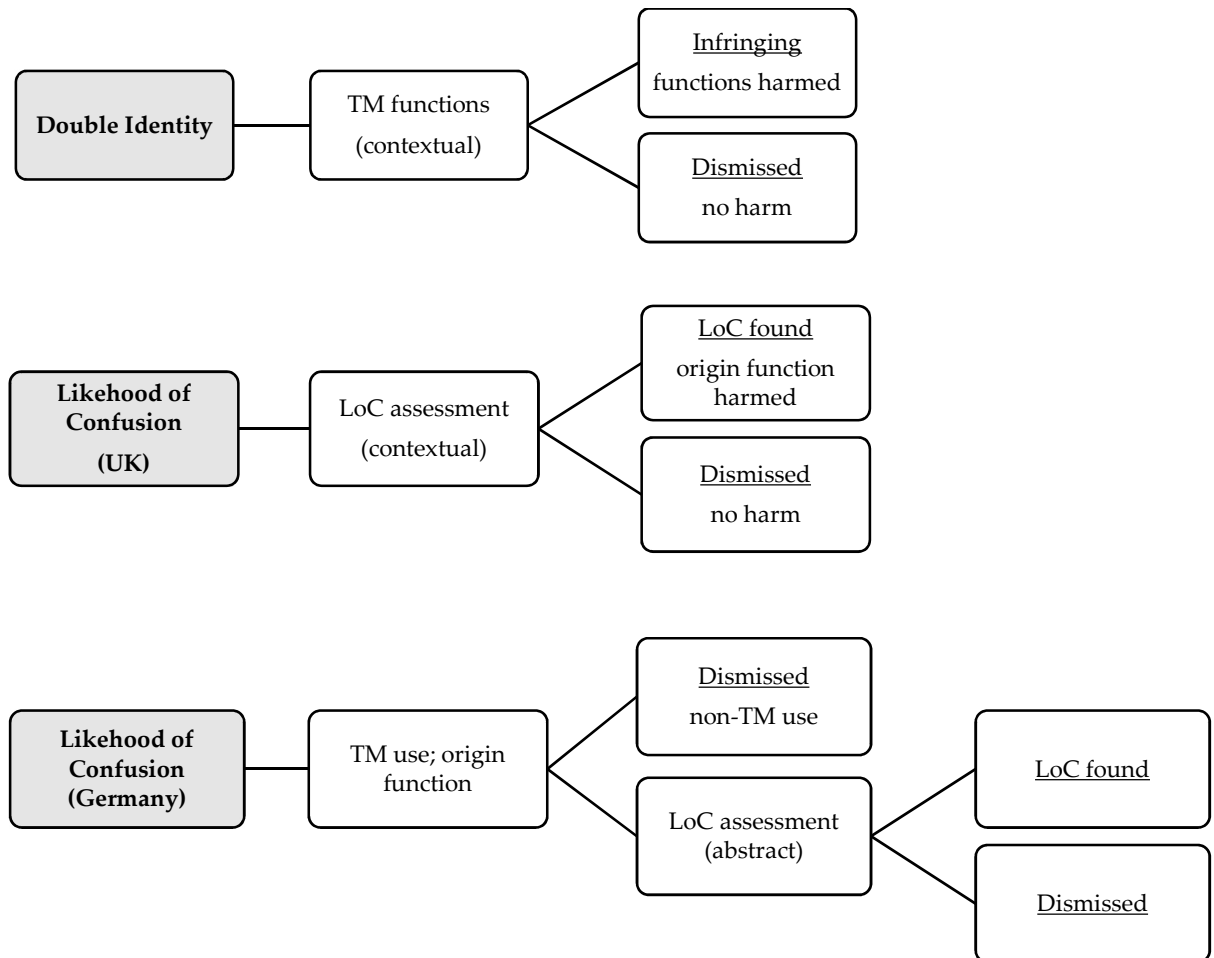 Double Identity
TM functions
(contextual)
Infringing
functions harmed
Dismissed
no harm
Likehood of
Confusion
(UK)
LoC assessment
(contextual)
LoC found
origin function
harmed
Dismissed
no harm
Likehood of
Confusion
(Germany)
TM use; origin
function
Dismissed
non-TM use
LoC assessment
(abstract)
LoC found
Dismissed